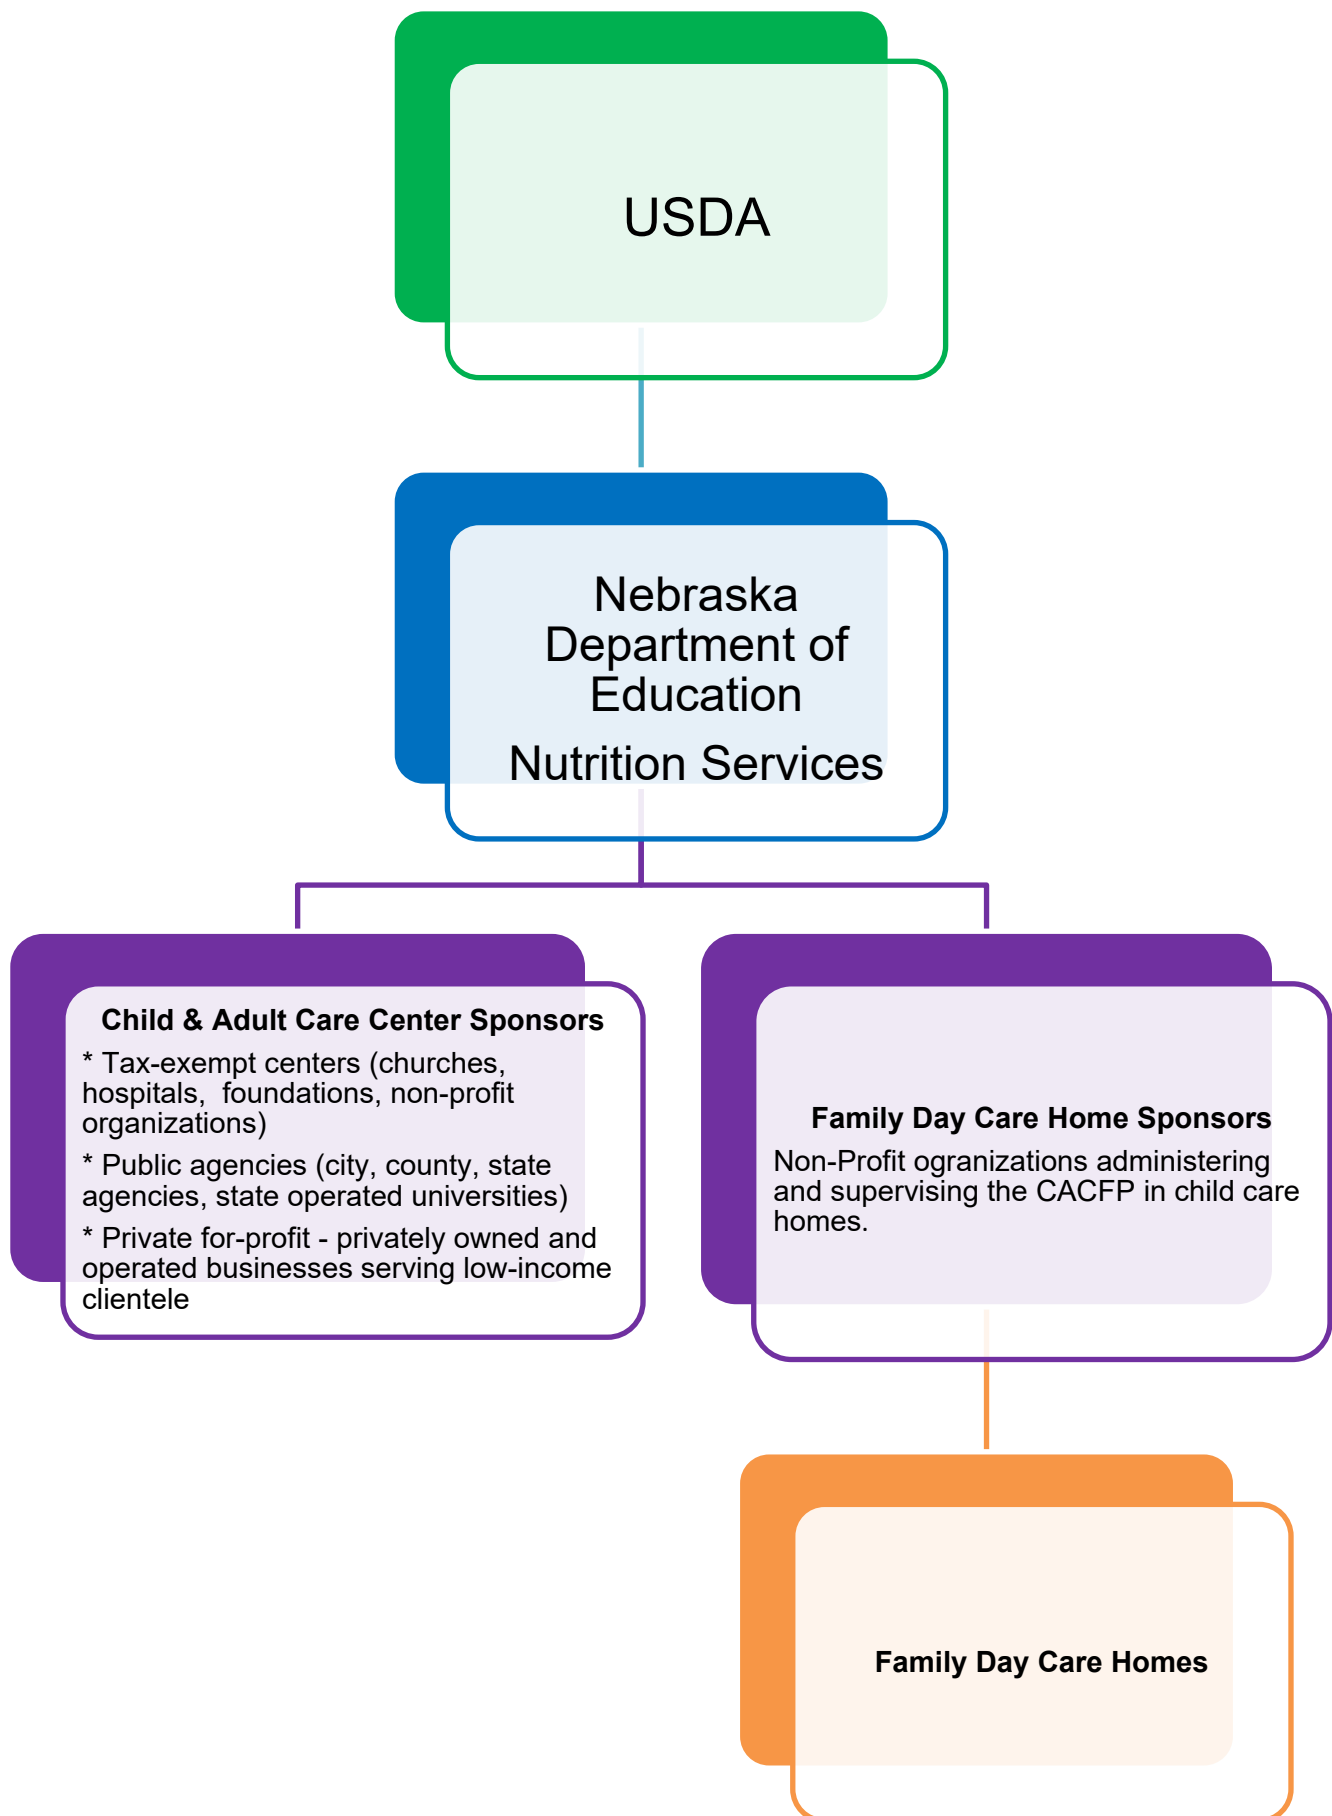 USDA
Nebraska
Department of
Education
Nutrition Services
Child & Adult Care Center Sponsors
* Tax-exempt centers (churches,
hospitals,  foundations, non-profit
organizations)
* Public agencies (city, county, state
agencies, state operated universities)
* Private for-profit - privately owned and
operated businesses serving low-income
clientele
Family Day Care Home Sponsors
Non-Profit ogranizations administering
and supervising the CACFP in child care
homes.
Family Day Care Homes